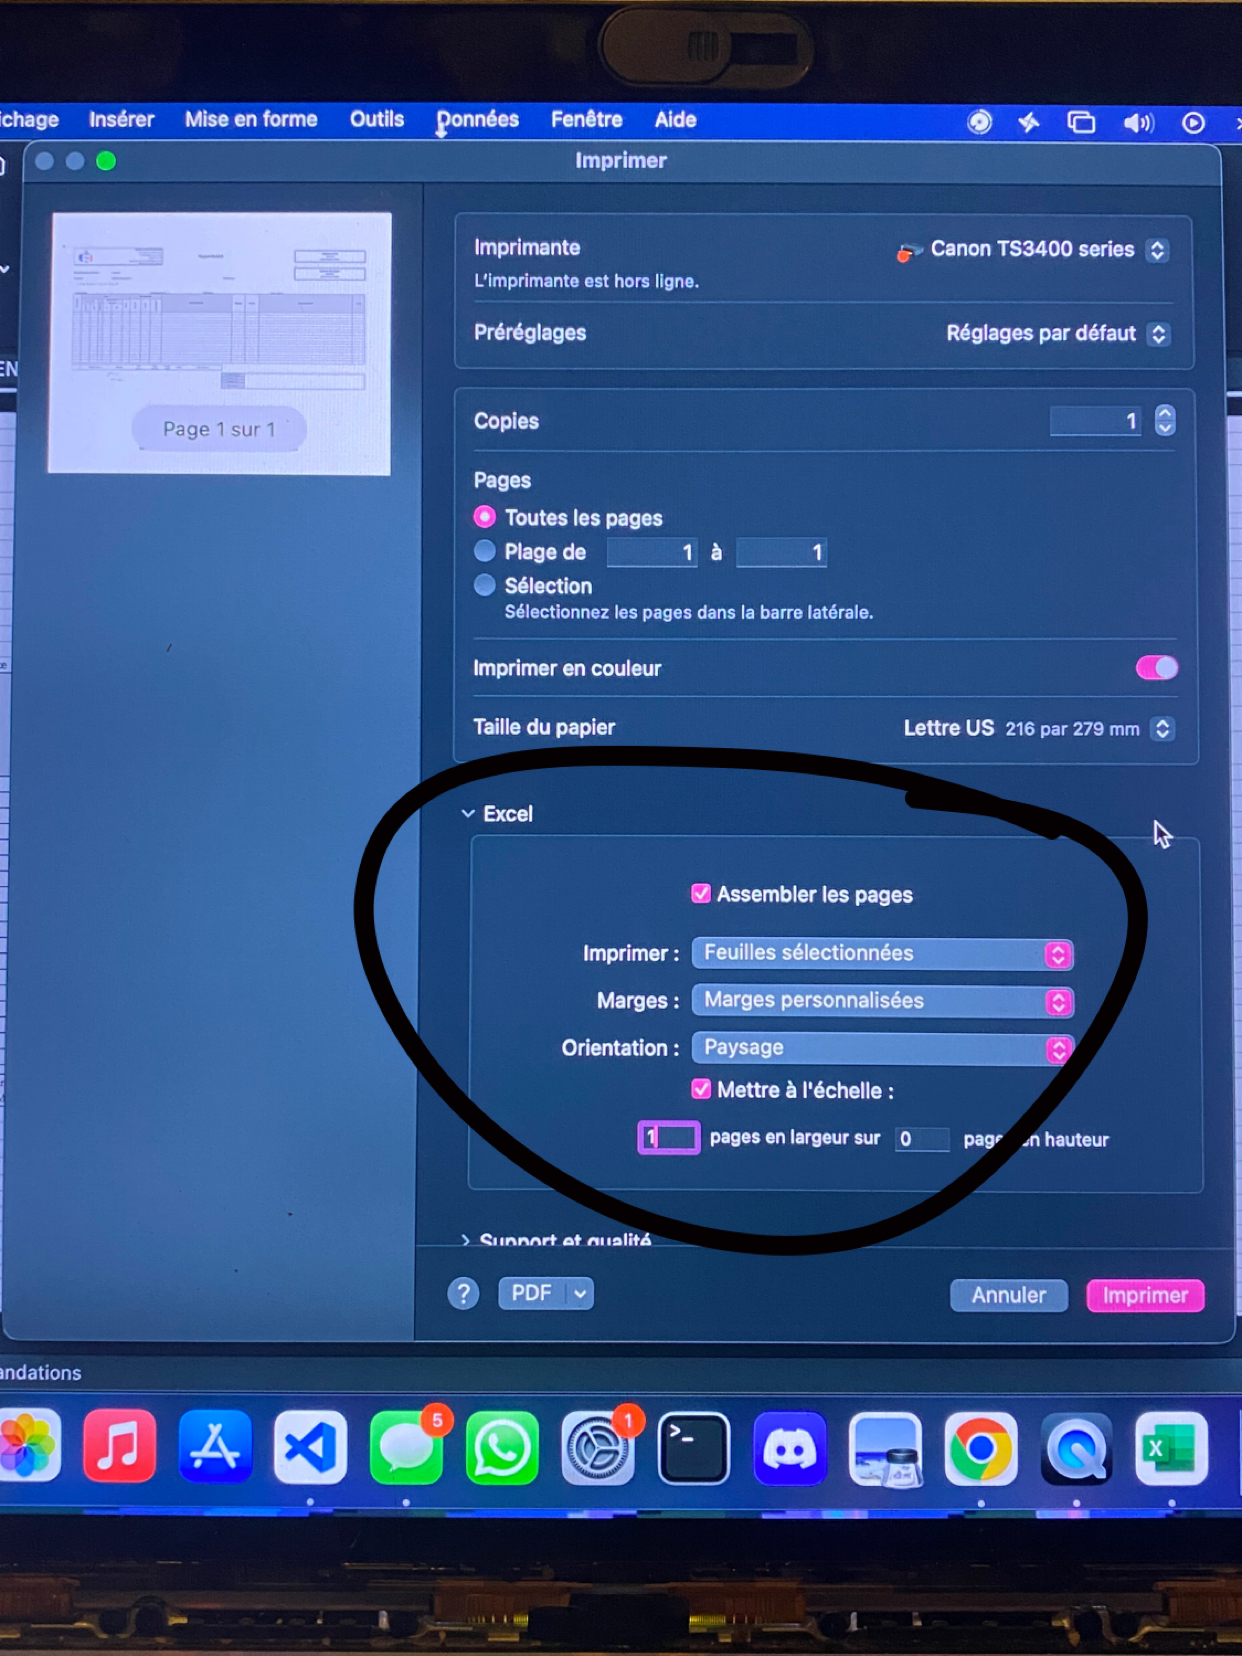 Insérer Mise en forme Outils Données Fenêtre Aide
Imprimer
Page 1 sur 1
Imprimante Canon TS3400 series
L'imprimante est hors ligne.
Préréglages Réglages par défaut
Copies 1
Pages
Toutes les pages
Plage de 1 à 1
Sélection
Sélectionnez les pages dans la barre latérale.
Imprimer en couleur
Taille du papier Lettre US 216 par 279 mm
Excel
Assembler les pages
Imprimer : Feuilles sélectionnées
Marges : Marges personnalisées
Orientation : Paysage
Mettre à l'échelle :
1 pages en largeur sur 0 pages en hauteur
Support et qualité
? PDF Annuler Imprimer
andations
5 1